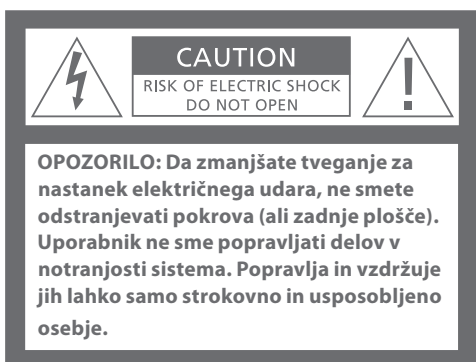 CAUTION
RISK OF ELECTRIC SHOCK
DO NOT OPEN
OPOZORILO: Da zmanjšate tveganje za
nastanek električnega udara, ne smete
odstranjevati pokrova (ali zadnje plošče).
Uporabnik ne sme popravljati delov v
notranjosti sistema. Popravlja in vzdržuje
jih lahko samo strokovno in usposobljeno
osebje.